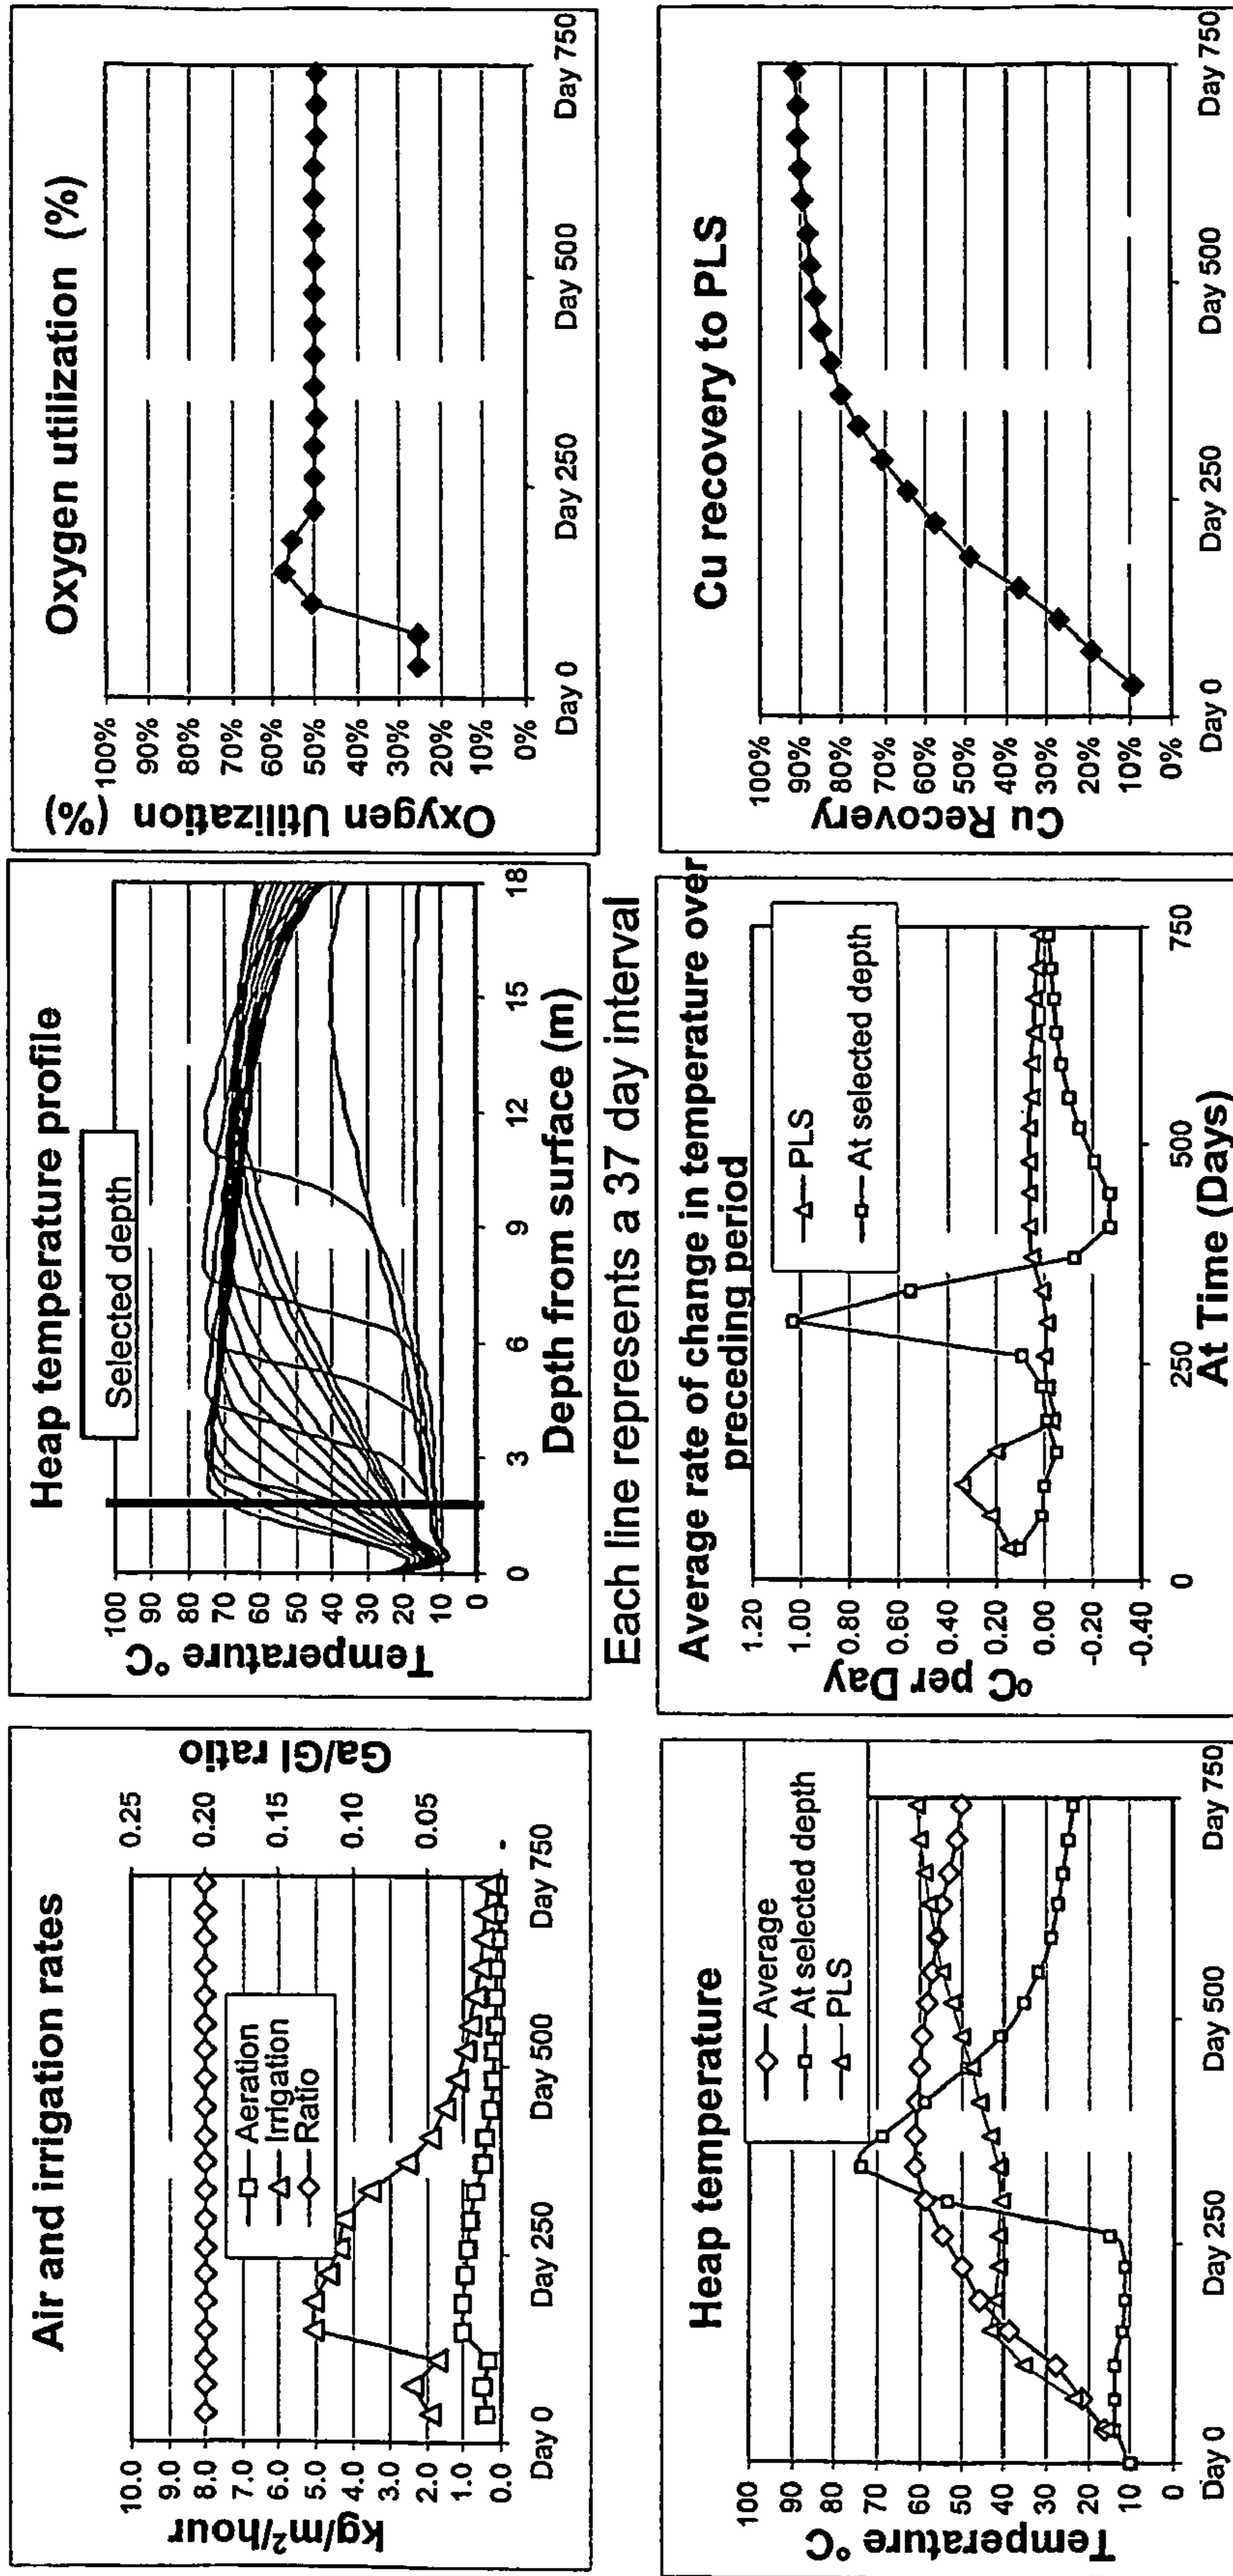 Air and irrigation rates
kg/m²/hour
10.0
9.0
8.0
7.0
6.0
5.0
4.0
3.0
2.0
1.0
0.0
Aeration
Irrigation
Ratio
0.25
0.20
0.15
0.10
0.05
-
Ga/Gl ratio
Day 0
Day 250
Day 500
Day 750
Heap temperature profile
Selected depth
Temperature °C
100
90
80
70
60
50
40
30
20
10
0
0
3
6
9
12
15
18
Depth from surface (m)
Each line represents a 37 day interval
Oxygen utilization (%)
Oxygen Utilization (%)
100%
90%
80%
70%
60%
50%
40%
30%
20%
10%
0%
Day 0
Day 250
Day 500
Day 750
Heap temperature
Temperature °C
100
90
80
70
60
50
40
30
20
10
0
Average
At selected depth
PLS
Day 0
Day 250
Day 500
Day 750
Average rate of change in temperature over
preceding period
°C per Day
1.20
1.00
0.80
0.60
0.40
0.20
0.00
-0.20
-0.40
PLS
At selected depth
0
250
500
750
At Time (Days)
Cu recovery to PLS
Cu Recovery
100%
90%
80%
70%
60%
50%
40%
30%
20%
10%
0%
Day 0
Day 250
Day 500
Day 750